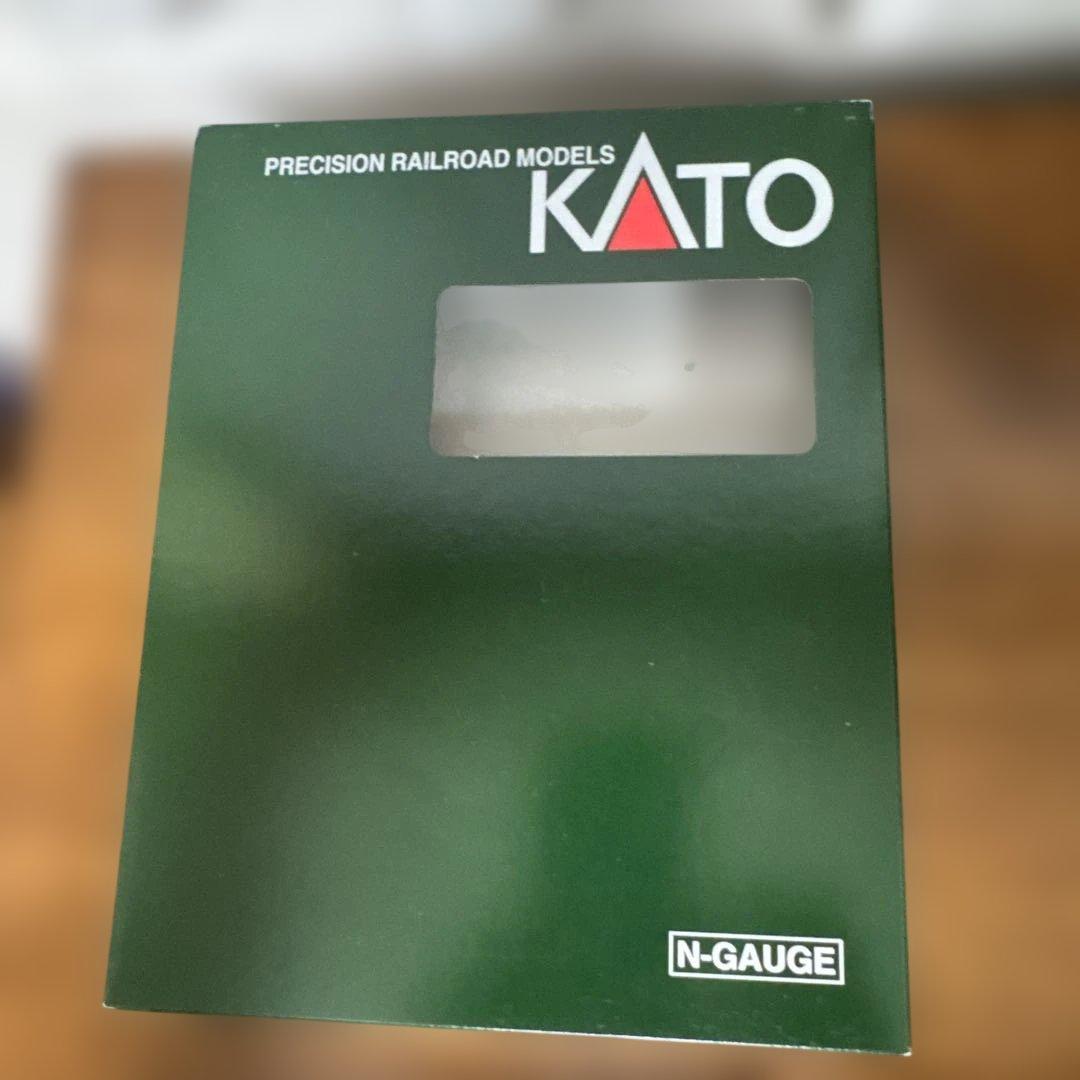 PRECISION RAILROAD MODELS
KATO
N-GAUGE